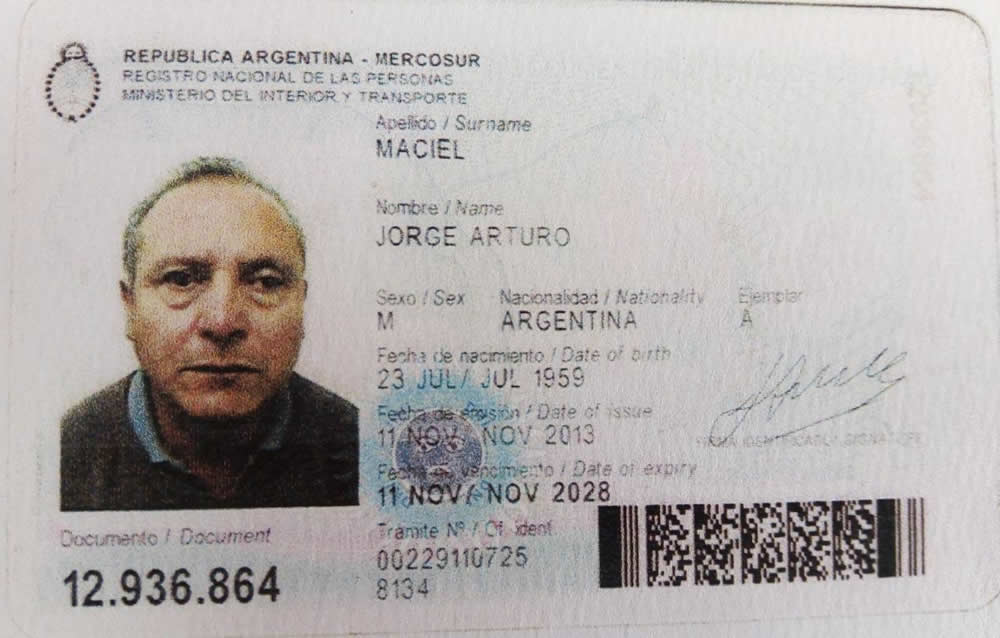 REPUBLICA ARGENTINA - MERCOSUR
REGISTRO NACIONAL DE LAS PERSONAS
MINISTERIO DEL INTERIOR Y TRANSPORTE
Apellido / Surname
MACIEL
Nombre / Name
JORGE ARTURO
Sexo / Sex Nacionalidad / Nationality Ejemplar
M ARGENTINA A
Fecha de nacimiento / Date of birth
23 JUL/ JUL 1959
Fecha de emisión / Date of issue
11 NOV/ NOV 2013
Fecha de vencimiento / Date of expiry
11 NOV/ NOV 2028
FIRMA IDENTIFICADO / SIGNATURE
Documento / Document
12.936.864
Trámite Nº / Of. ident
00229110725
8134